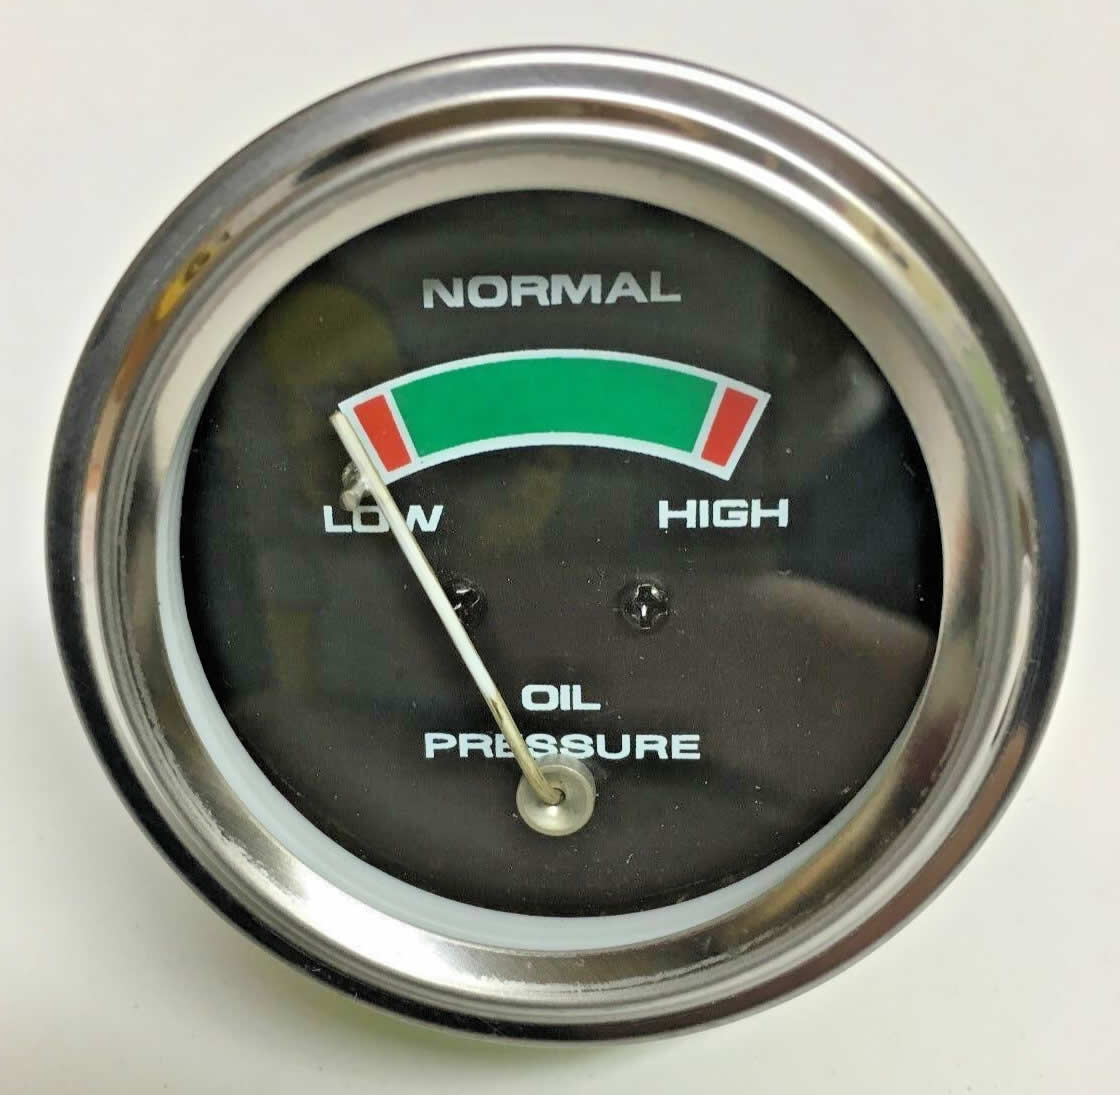 NORMAL
LOW HIGH
OIL
PRESSURE